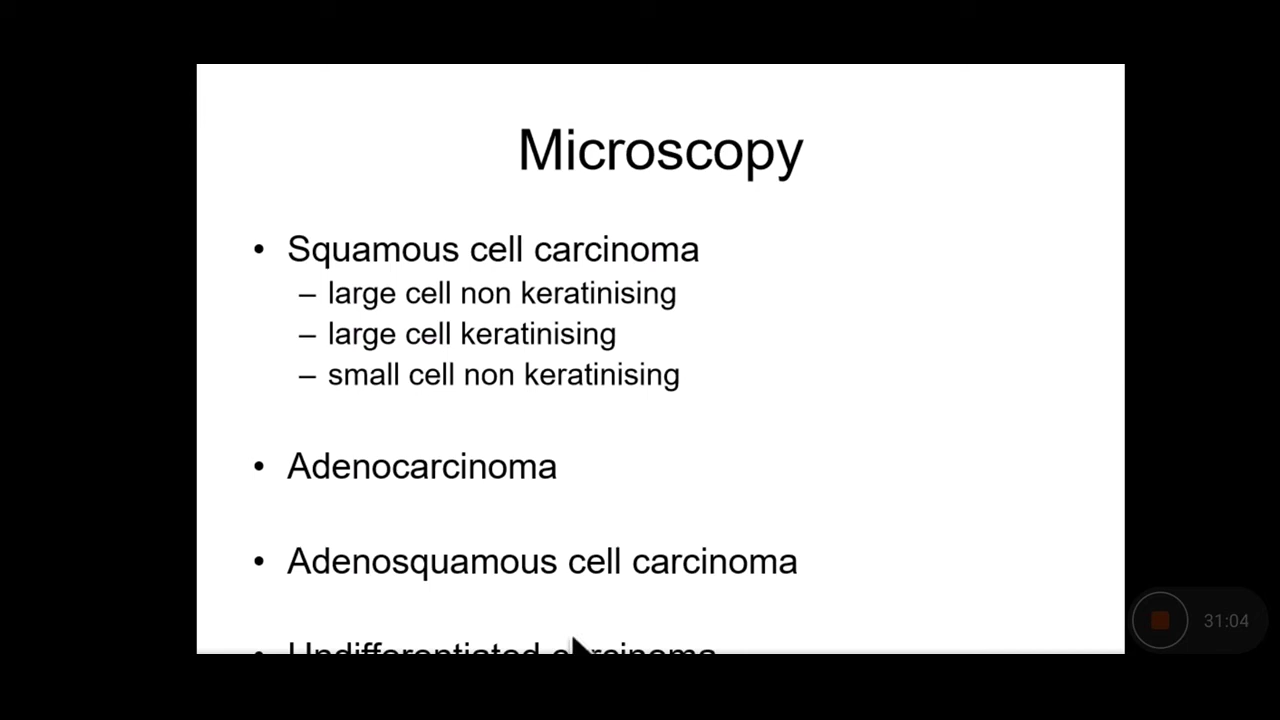 Microscopy
• Squamous cell carcinoma
– large cell non keratinising
– large cell keratinising
– small cell non keratinising
• Adenocarcinoma
• Adenosquamous cell carcinoma
• Undifferentiated carcinoma
31:04